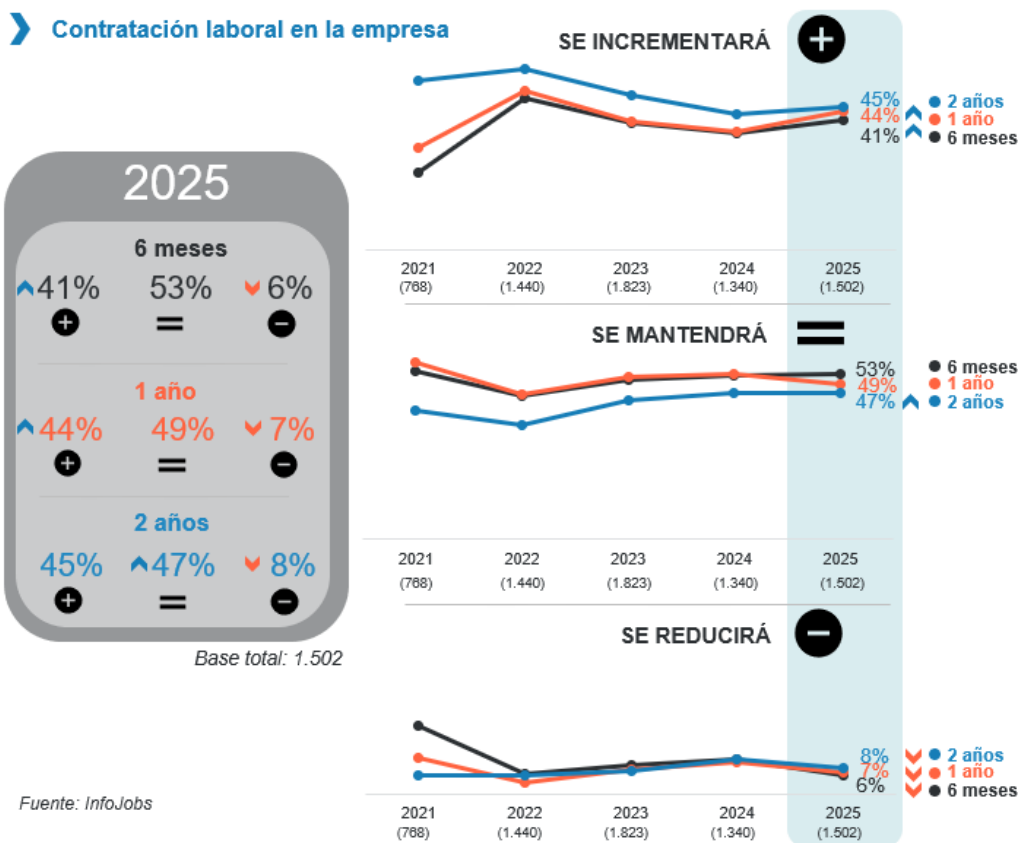 Contratación laboral en la empresa
2025
6 meses
41% 53% 6%
+ = −
1 año
44% 49% 7%
+ = −
2 años
45% 47% 8%
+ = −
Base total: 1.502
Fuente: InfoJobs
SE INCREMENTARÁ +
45% 2 años
44% 1 año
41% 6 meses
2021 2022 2023 2024 2025
(768) (1.440) (1.823) (1.340) (1.502)
SE MANTENDRÁ =
53% 6 meses
49% 1 año
47% 2 años
2021 2022 2023 2024 2025
(768) (1.440) (1.823) (1.340) (1.502)
SE REDUCIRÁ −
8% 2 años
7% 1 año
6% 6 meses
2021 2022 2023 2024 2025
(768) (1.440) (1.823) (1.340) (1.502)